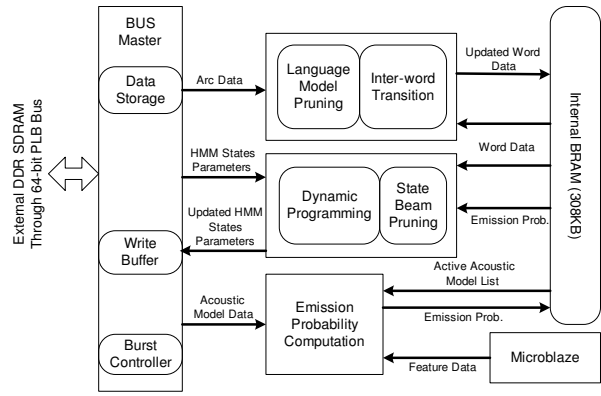 BUS
Master
Data
Storage
Write
Buffer
Burst
Controller
External DDR SDRAM
Through 64-bit PLB Bus
Arc Data
Language
Model
Pruning
Inter-word
Transition
Updated Word
Data
HMM States
Parameters
Updated HMM
States
Parameters
Dynamic
Programming
State
Beam
Pruning
Word Data
Emission Prob.
Acoustic
Model Data
Emission
Probability
Computation
Active Acoustic
Model List
Emission Prob.
Feature Data
Microblaze
Internal BRAM (308KB)